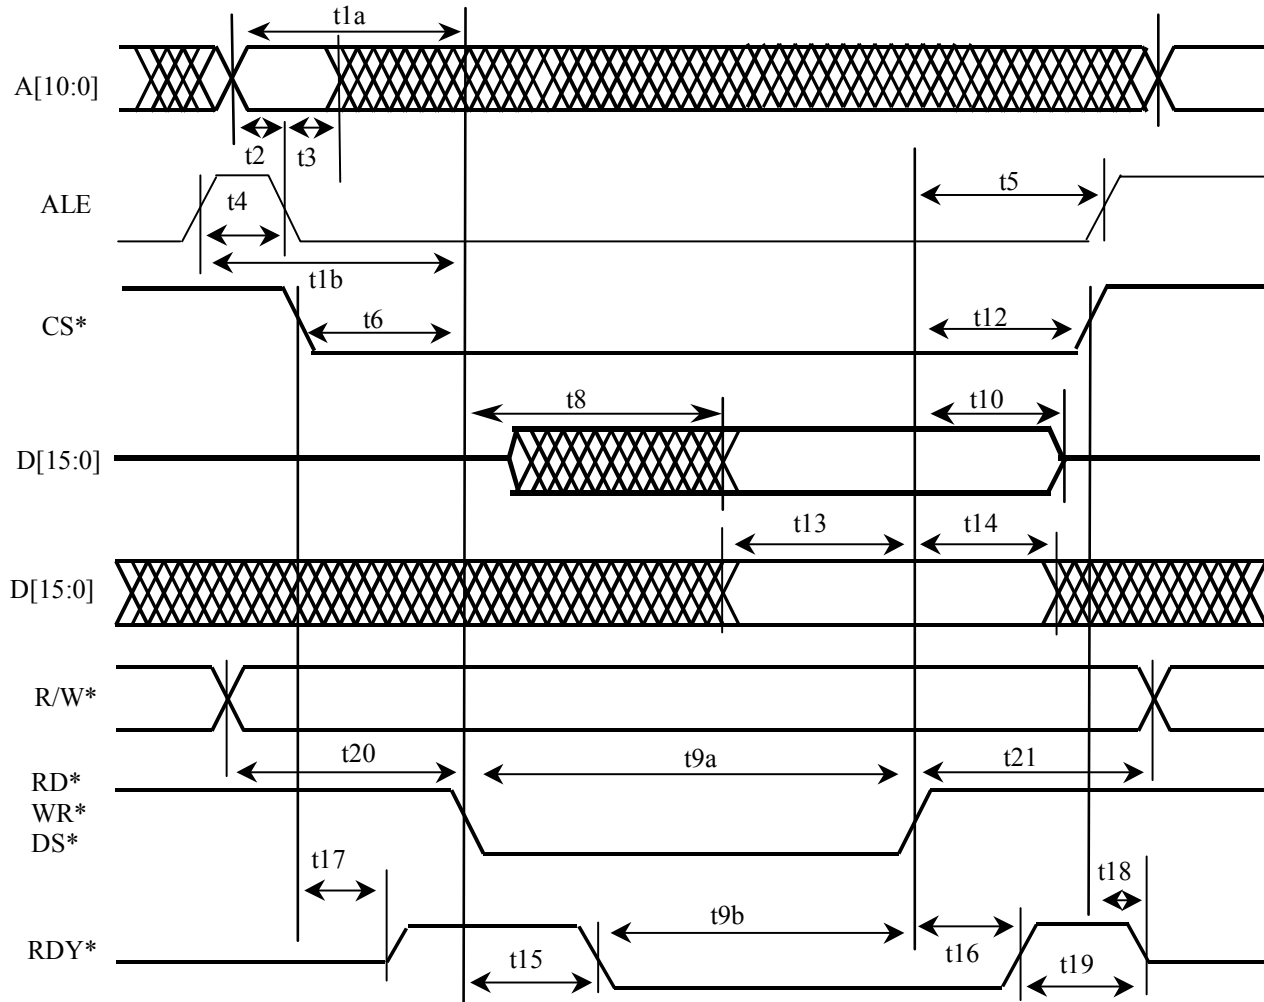 t1a
A[10:0]
t2 t3
ALE
t4
t5
t1b
CS*
t6
t12
t8
t10
D[15:0]
t13
t14
D[15:0]
R/W*
t20
t9a
t21
RD*
WR*
DS*
t17
t18
t9b
RDY*
t15
t16
t19